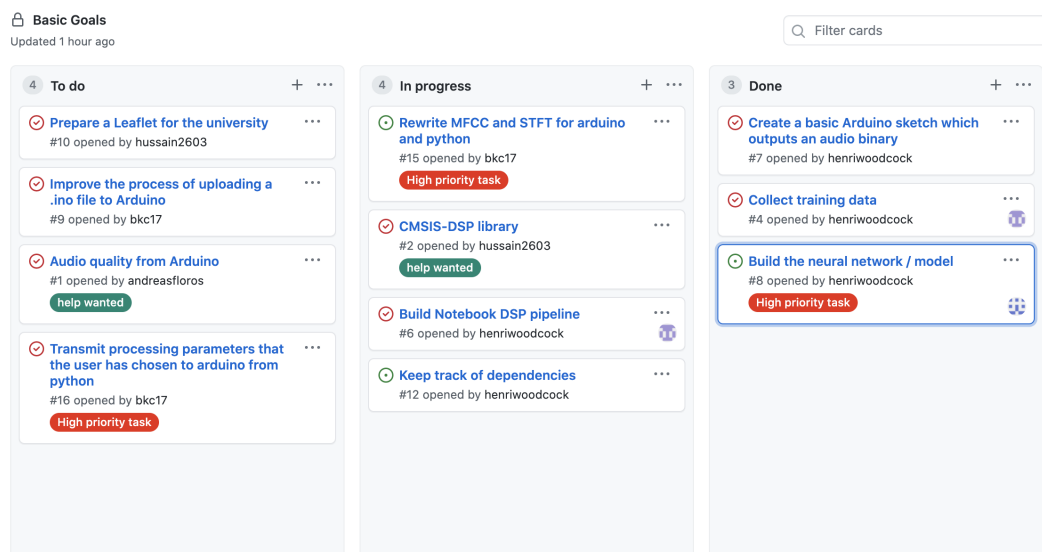 Basic Goals
Updated 1 hour ago
Filter cards
4 To do
Prepare a Leaflet for the university
#10 opened by hussain2603
Improve the process of uploading a
.ino file to Arduino
#9 opened by bkc17
Audio quality from Arduino
#1 opened by andreasfloros
help wanted
Transmit processing parameters that
the user has chosen to arduino from
python
#16 opened by bkc17
High priority task
4 In progress
Rewrite MFCC and STFT for arduino
and python
#15 opened by bkc17
High priority task
CMSIS-DSP library
#2 opened by hussain2603
help wanted
Build Notebook DSP pipeline
#6 opened by henriwoodcock
Keep track of dependencies
#12 opened by henriwoodcock
3 Done
Create a basic Arduino sketch which
outputs an audio binary
#7 opened by henriwoodcock
Collect training data
#4 opened by henriwoodcock
Build the neural network / model
#8 opened by henriwoodcock
High priority task